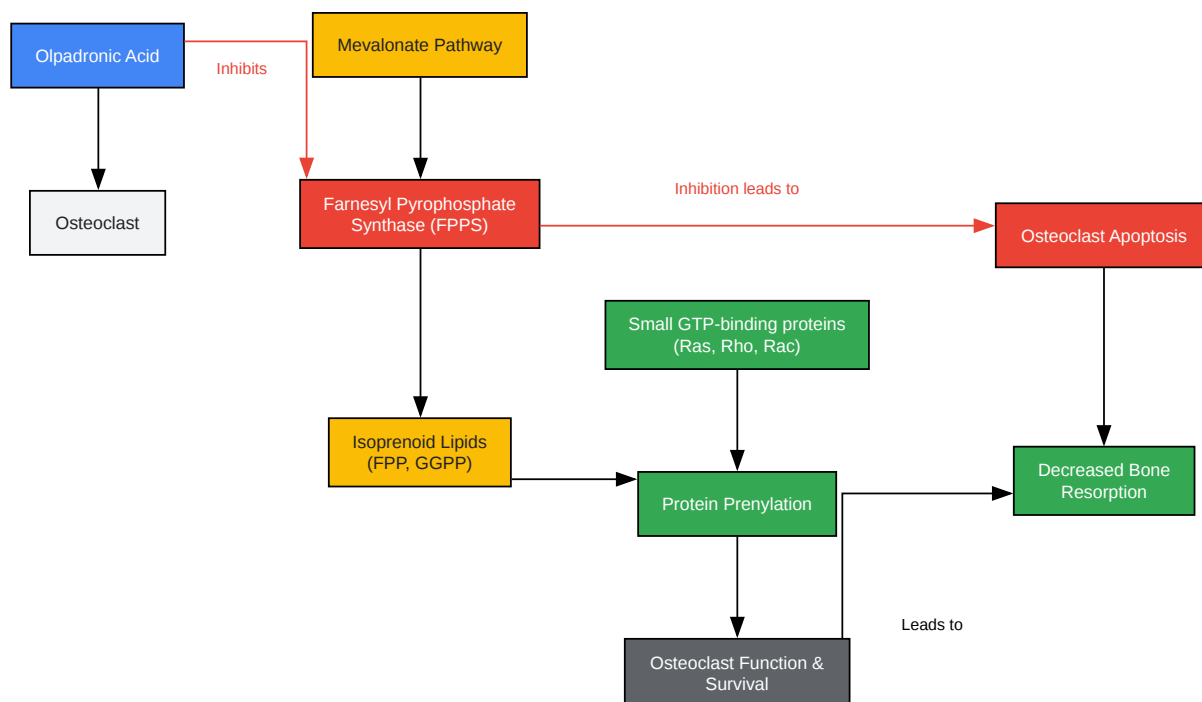 Olpadronic Acid
Inhibits
Mevalonate Pathway
Osteoclast
Farnesyl Pyrophosphate
Synthase (FPPS)
Inhibition leads to
Osteoclast Apoptosis
Small GTP-binding proteins
(Ras, Rho, Rac)
Isoprenoid Lipids
(FPP, GGPP)
Protein Prenylation
Decreased Bone
Resorption
Leads to
Osteoclast Function &
Survival